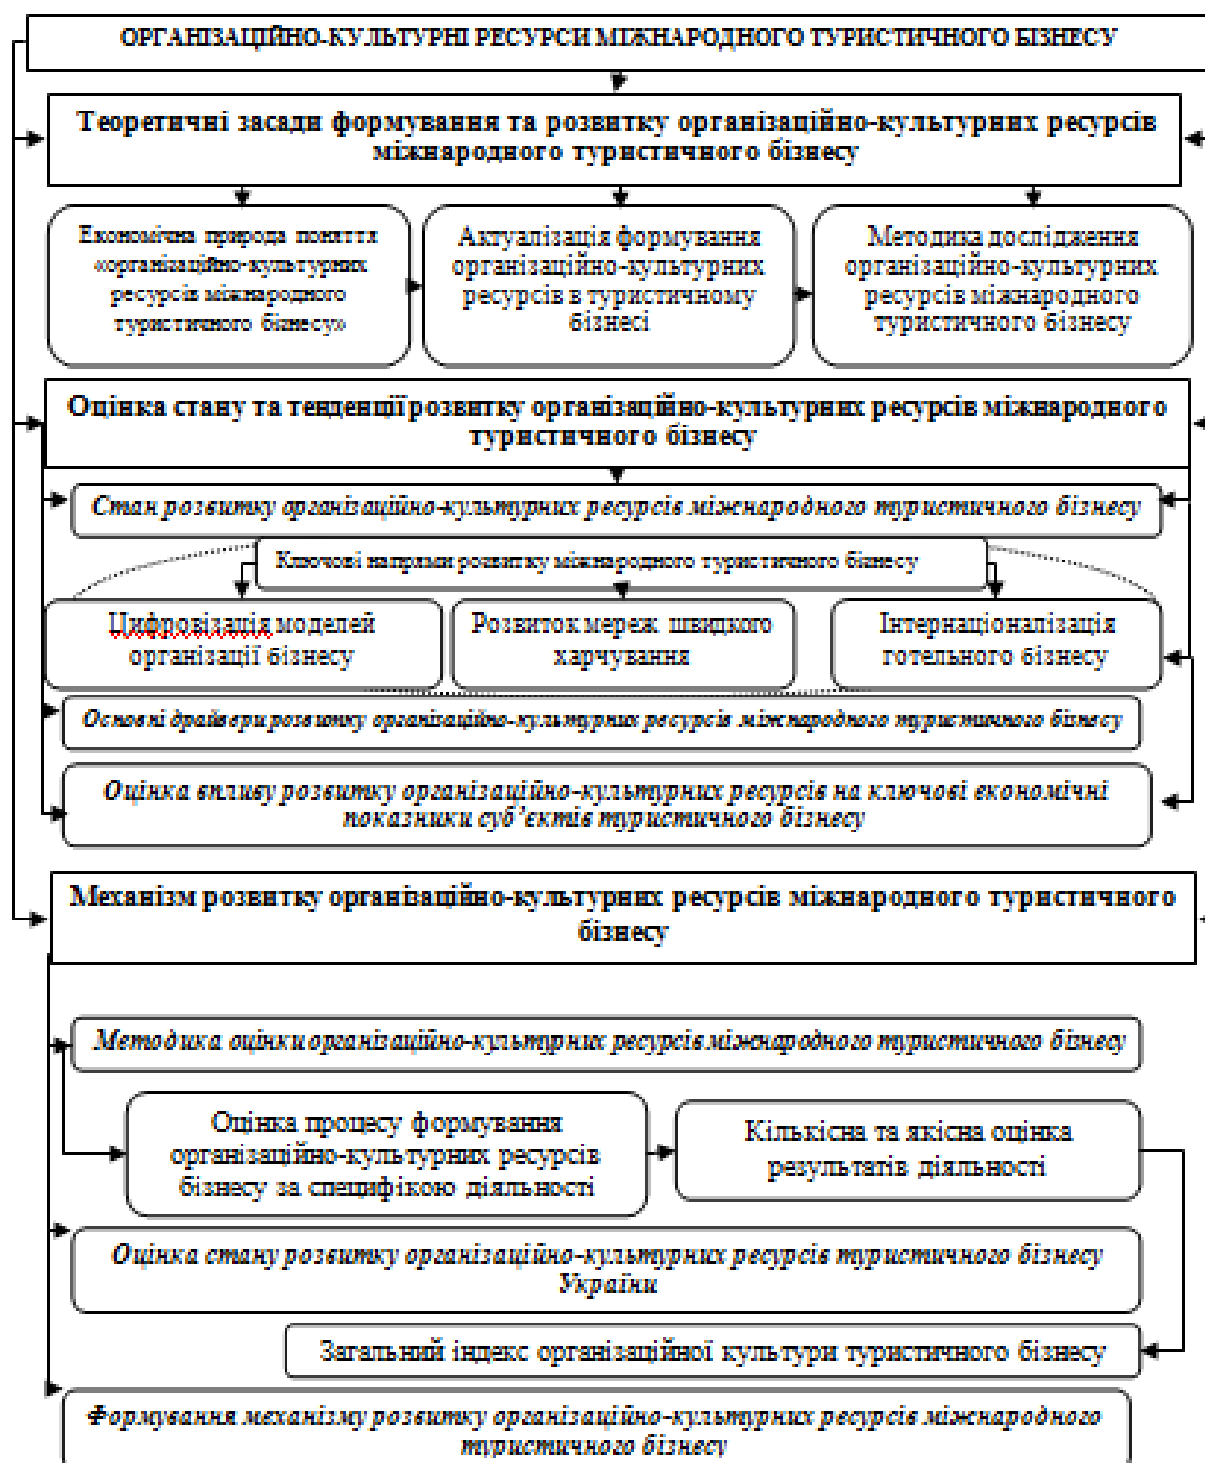 ОРГАНІЗАЦІЙНО-КУЛЬТУРНІ РЕСУРСИ МІЖНАРОДНОГО ТУРИСТИЧНОГО БІЗНЕСУ
Теоретичні засади формування та розвитку організаційно-культурних ресурсів
міжнародного туристичного бізнесу
Економічна природа поняття
«організаційно-культурних
ресурсів міжнародного
туристичного бізнесу»
Актуалізація формування
організаційно-культурних
ресурсів в туристичному
бізнесі
Методика дослідження
організаційно-культурних
ресурсів міжнародного
туристичного бізнесу
Оцінка стану та тенденції розвитку організаційно-культурних ресурсів міжнародного
туристичного бізнесу
Стан розвитку організаційно-культурних ресурсів міжнародного туристичного бізнесу
Ключові напрями розвитку міжнародного туристичного бізнесу
Цифровізація моделей
організації бізнесу
Розвиток мереж швидкого
харчування
Інтернаціоналізація
готельного бізнесу
Основні драйвери розвитку організаційно-культурних ресурсів міжнародного туристичного бізнесу
Оцінка впливу розвитку організаційно-культурних ресурсів на ключові економічні
показники суб’єктів туристичного бізнесу
Механізм розвитку організаційно-культурних ресурсів міжнародного туристичного
бізнесу
Методика оцінки організаційно-культурних ресурсів міжнародного туристичного бізнесу
Оцінка процесу формування
організаційно-культурних ресурсів
бізнесу за специфікою діяльності
Кількісна та якісна оцінка
результатів діяльності
Оцінка стану розвитку організаційно-культурних ресурсів туристичного бізнесу
України
Загальний індекс організаційної культури туристичного бізнесу
Формування механізму розвитку організаційно-культурних ресурсів міжнародного
туристичного бізнесу